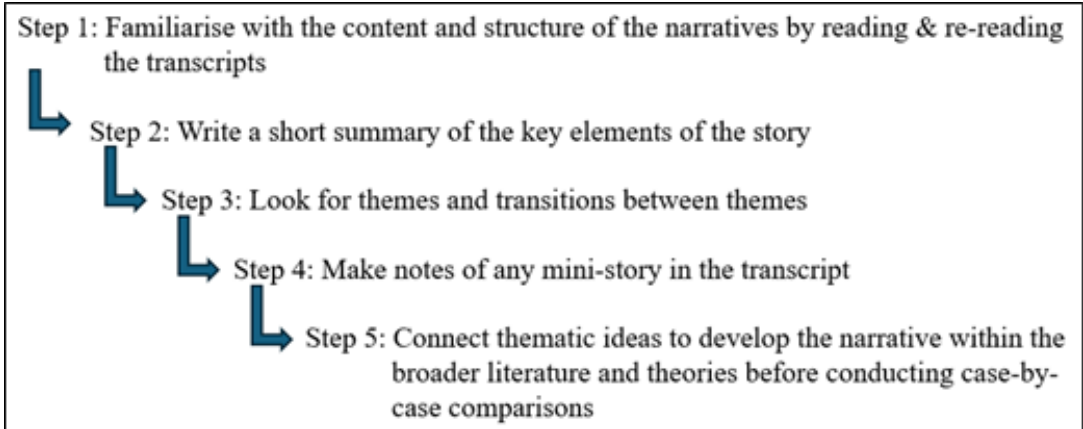 Step 1: Familiarise with the content and structure of the narratives by reading & re-reading
the transcripts
Step 2: Write a short summary of the key elements of the story
Step 3: Look for themes and transitions between themes
Step 4: Make notes of any mini-story in the transcript
Step 5: Connect thematic ideas to develop the narrative within the
broader literature and theories before conducting case-by-
case comparisons